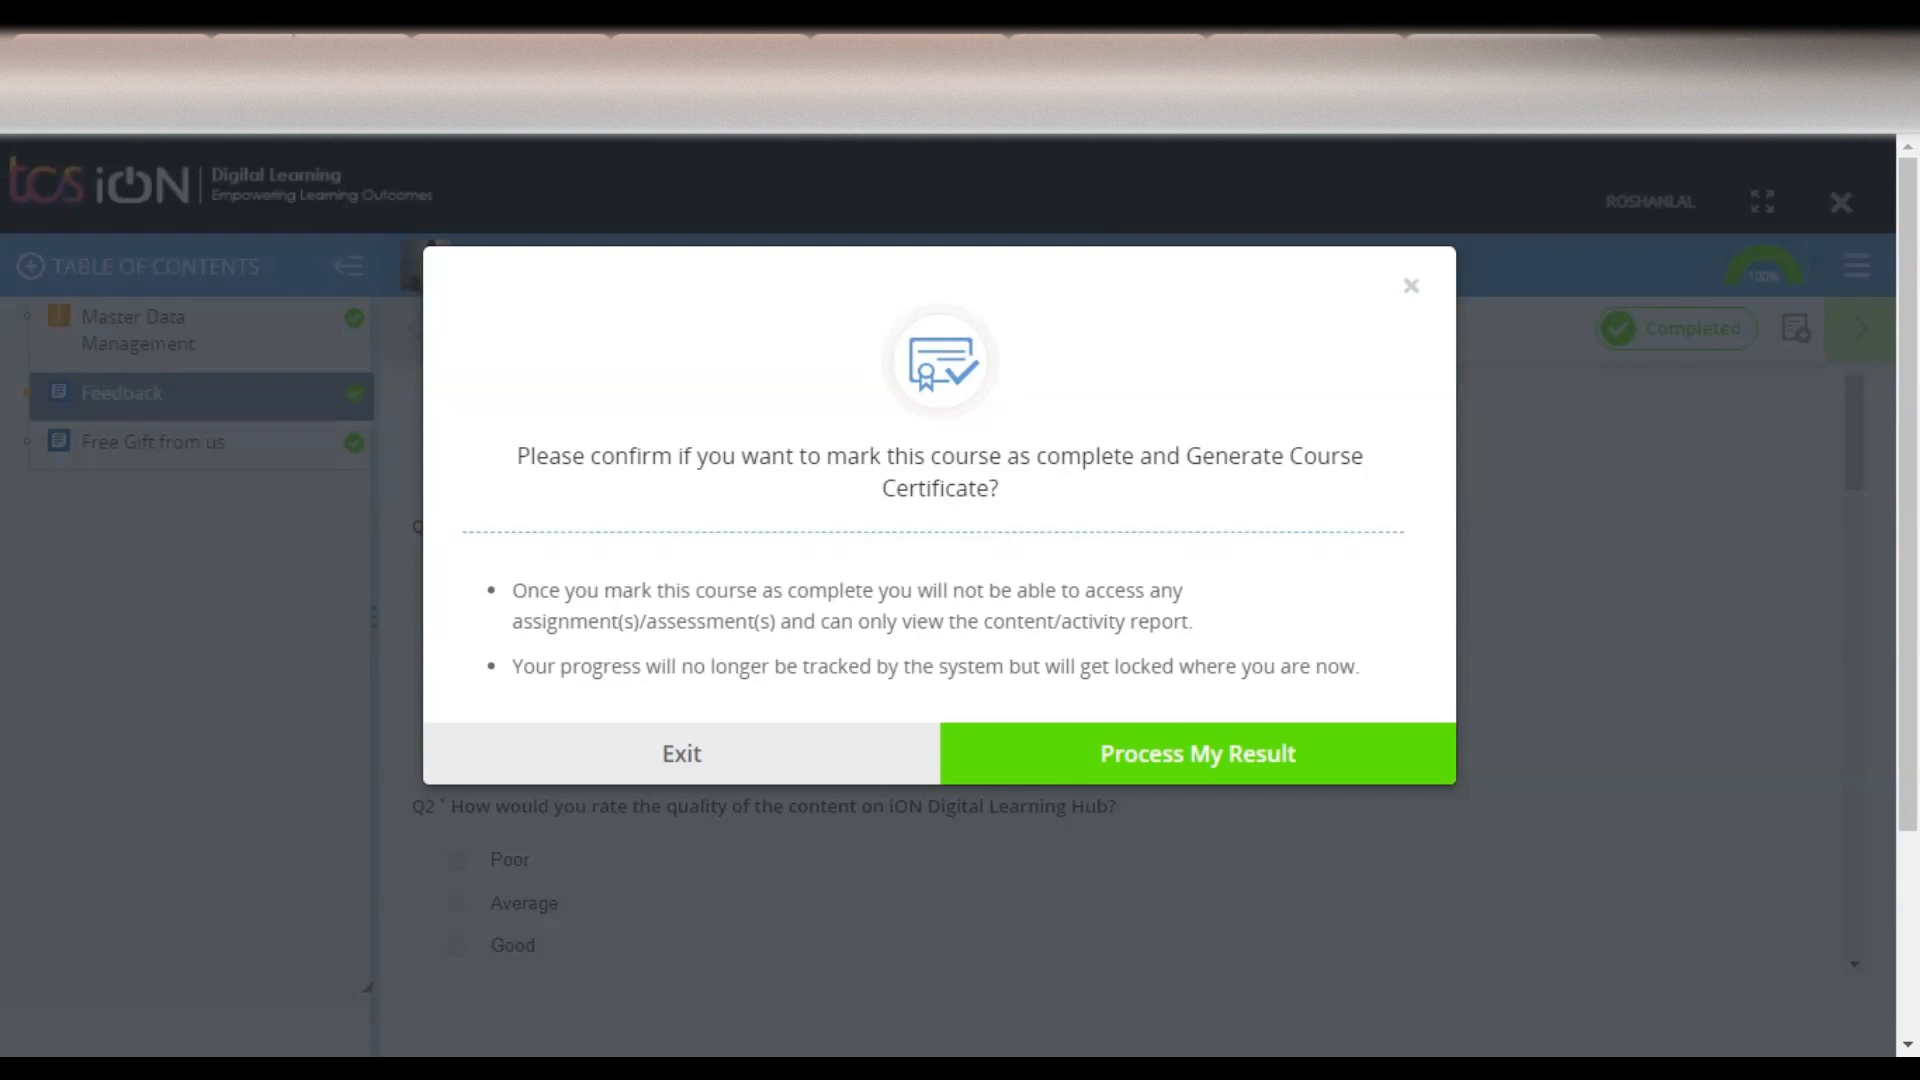 tcs iON | Digital Learning
Empowering Learning Outcomes
ROSHANLAL
TABLE OF CONTENTS
100%
Master Data
Management
Completed
Feedback
Free Gift from us
×
Please confirm if you want to mark this course as complete and Generate Course
Certificate?
Q
• Once you mark this course as complete you will not be able to access any
assignment(s)/assessment(s) and can only view the content/activity report.
• Your progress will no longer be tracked by the system but will get locked where you are now.
Exit
Process My Result
Q2 * How would you rate the quality of the content on iON Digital Learning Hub?
Poor
Average
Good